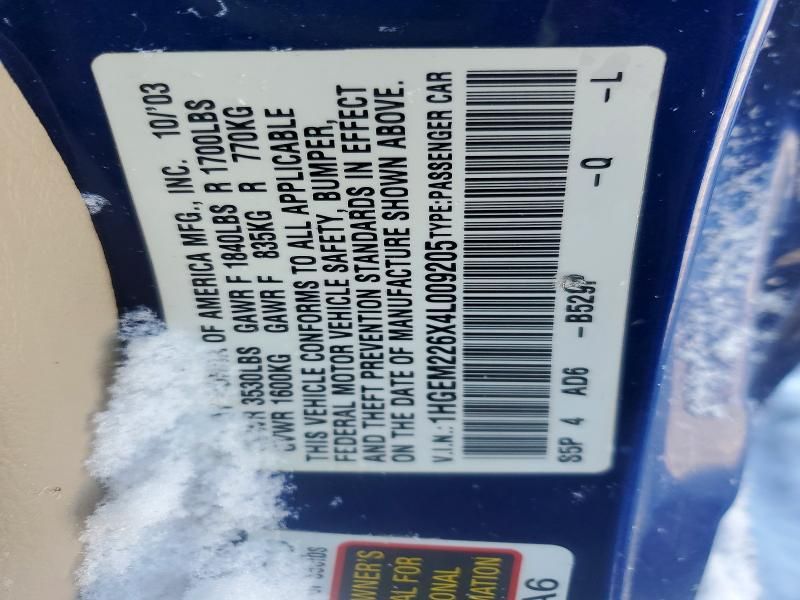 OF AMERICA MFG., INC. 10/'03
3530LBS GAWR F 1840LBS R 1700LBS
GVWR 1600KG GAWR F 835KG R 770KG
THIS VEHICLE CONFORMS TO ALL APPLICABLE
FEDERAL MOTOR VEHICLE SAFETY, BUMPER,
AND THEFT PREVENTION STANDARDS IN EFFECT
ON THE DATE OF MANUFACTURE SHOWN ABOVE.
V.I.N.: 1HGEM226X4L009205 TYPE: PASSENGER CAR
S5P 4 AD6 -B529P -Q -L
WNER'S
AL FOR
ONAL
MATION
A6